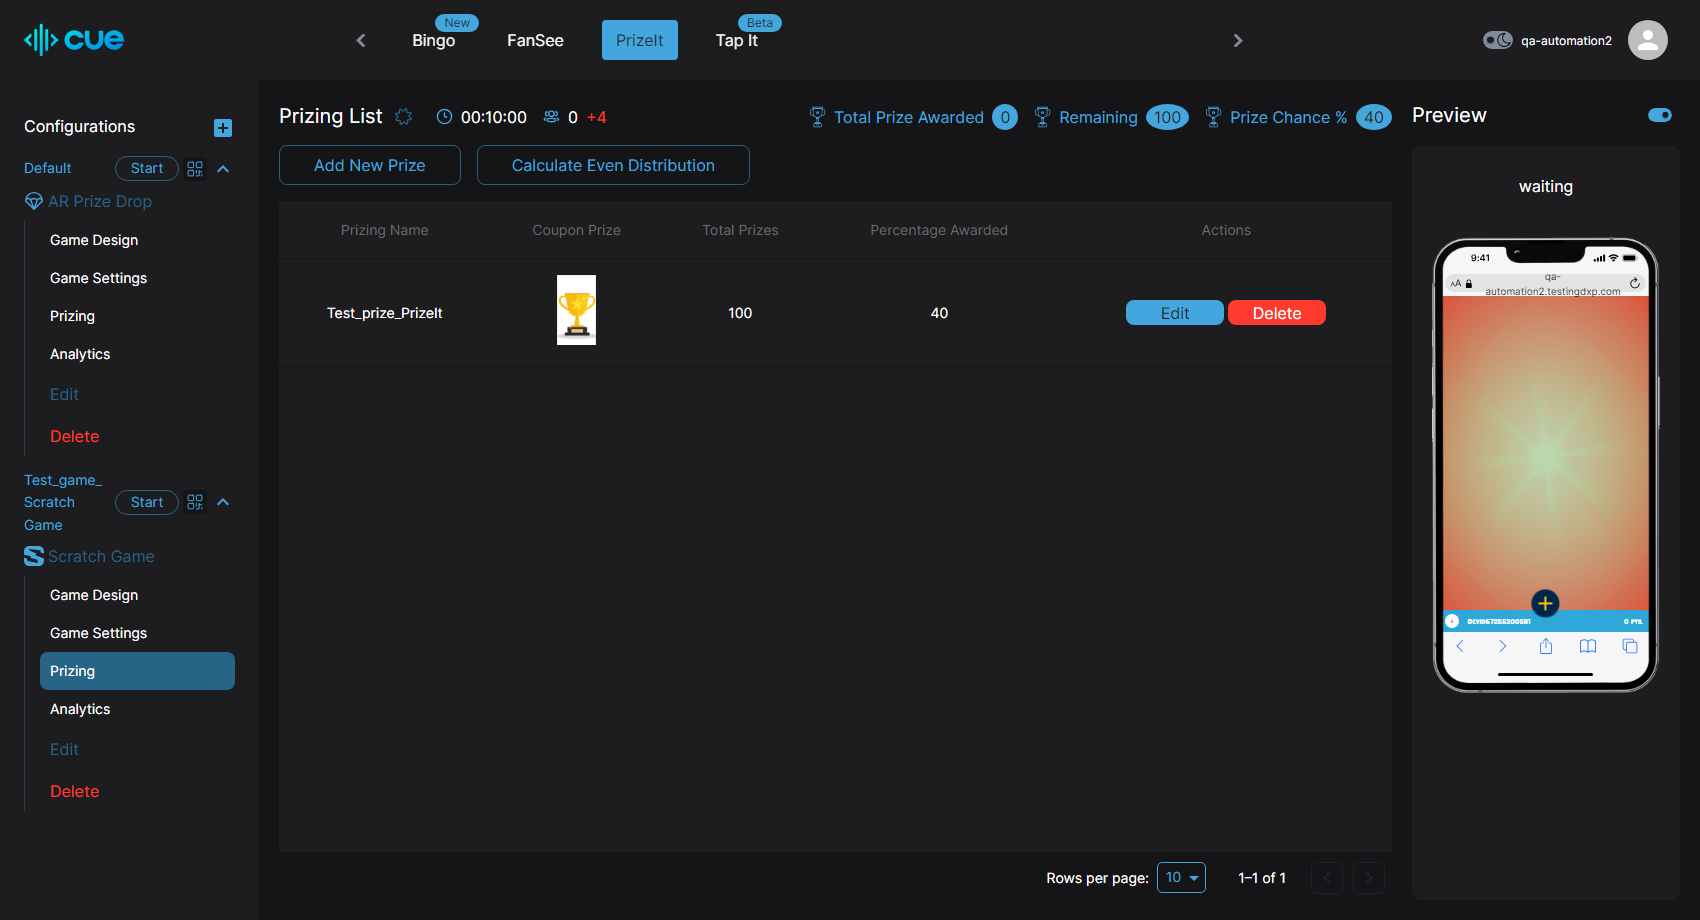 cue
New
Bingo
FanSee
PrizeIt
Beta
Tap It
qa-automation2
Configurations
Default
Start
AR Prize Drop
Game Design
Game Settings
Prizing
Analytics
Edit
Delete
Test_game_
Scratch
Game
Start
Scratch Game
Game Design
Game Settings
Prizing
Analytics
Edit
Delete
Prizing List
00:10:00
0 +4
Total Prize Awarded 0
Remaining 100
Prize Chance % 40
Add New Prize
Calculate Even Distribution
Prizing Name
Coupon Prize
Total Prizes
Percentage Awarded
Actions
Test_prize_PrizeIt
100
40
Edit
Delete
Rows per page: 10
1–1 of 1
Preview
waiting
9:41
AA
qa-
automation2.testingdxp.com
0 PTS.